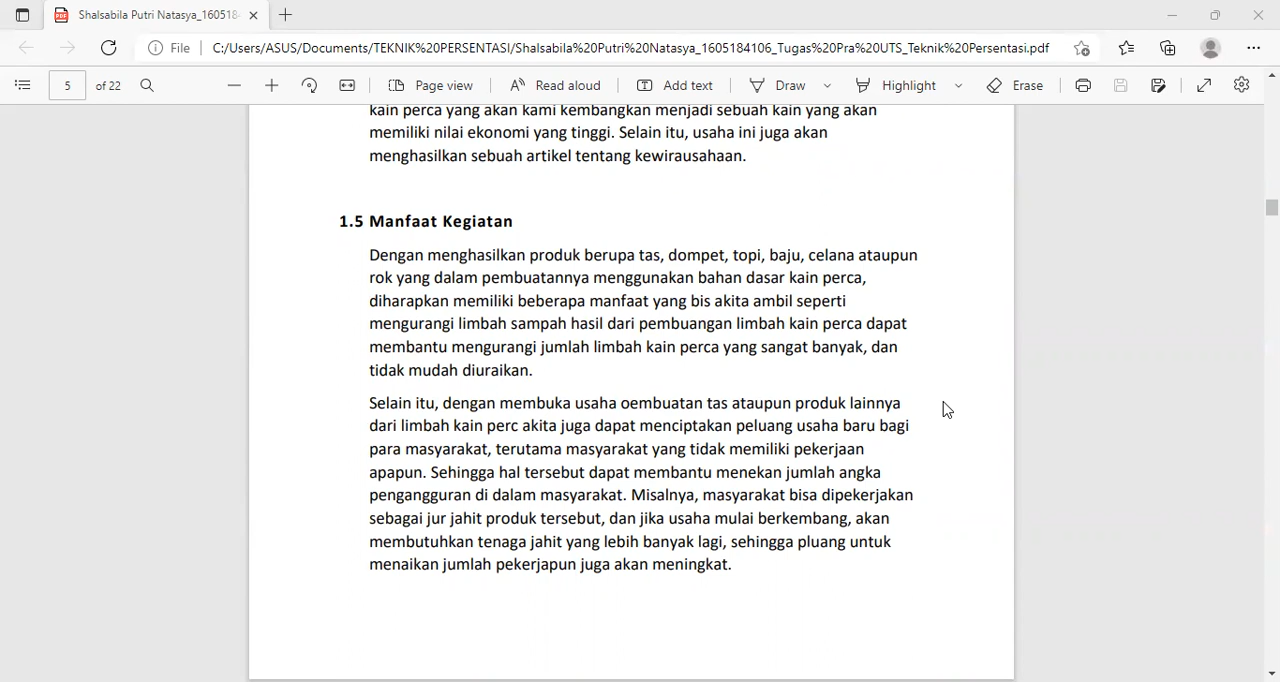 Shalsabila Putri Natasya_160518
File
C:/Users/ASUS/Documents/TEKNIK%20PERSENTASI/Shalsabila%20Putri%20Natasya_1605184106_Tugas%20Pra%20UTS_Teknik%20Persentasi.pdf
5 of 22
Page view
Read aloud
Add text
Draw
Highlight
Erase
kain perca yang akan kami kembangkan menjadi sebuah kain yang akan
memiliki nilai ekonomi yang tinggi. Selain itu, usaha ini juga akan
menghasilkan sebuah artikel tentang kewirausahaan.
1.5 Manfaat Kegiatan
Dengan menghasilkan produk berupa tas, dompet, topi, baju, celana ataupun
rok yang dalam pembuatannya menggunakan bahan dasar kain perca,
diharapkan memiliki beberapa manfaat yang bis akita ambil seperti
mengurangi limbah sampah hasil dari pembuangan limbah kain perca dapat
membantu mengurangi jumlah limbah kain perca yang sangat banyak, dan
tidak mudah diuraikan.
Selain itu, dengan membuka usaha oembuatan tas ataupun produk lainnya
dari limbah kain perc akita juga dapat menciptakan peluang usaha baru bagi
para masyarakat, terutama masyarakat yang tidak memiliki pekerjaan
apapun. Sehingga hal tersebut dapat membantu menekan jumlah angka
pengangguran di dalam masyarakat. Misalnya, masyarakat bisa dipekerjakan
sebagai jur jahit produk tersebut, dan jika usaha mulai berkembang, akan
membutuhkan tenaga jahit yang lebih banyak lagi, sehingga pluang untuk
menaikan jumlah pekerjapun juga akan meningkat.